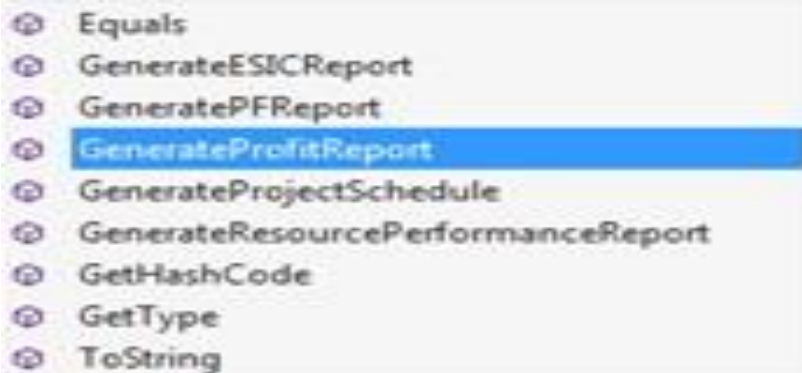 Equals
GenerateESICReport
GeneratePFReport
GenerateProfitReport
GenerateProjectSchedule
GenerateResourcePerformanceReport
GetHashCode
GetType
ToString